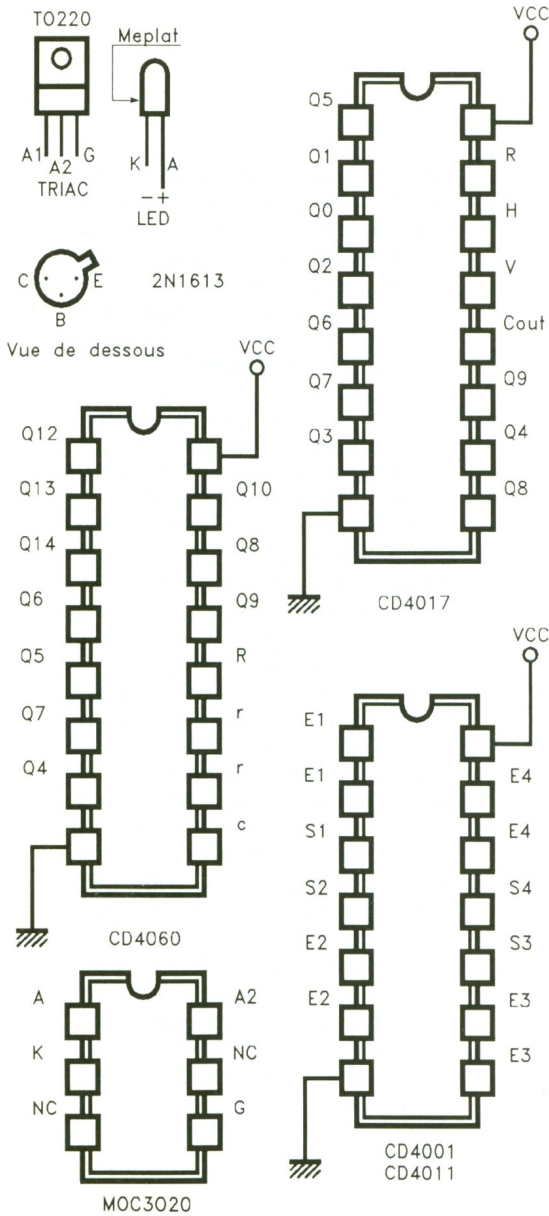 TO220
Meplat
A1 A2 G
TRIAC
K A
- +
LED
C E
B
2N1613
Vue de dessous
VCC
Q5
Q1
Q0
Q2
Q6
Q7
Q3
R
H
V
Cout
Q9
Q4
Q8
CD4017
VCC
Q12
Q13
Q14
Q6
Q5
Q7
Q4
Q10
Q8
Q9
R
r
r
c
CD4060
VCC
E1
E1
S1
S2
E2
E2
E4
E4
S4
S3
E3
E3
CD4001
CD4011
A
K
NC
A2
NC
G
MOC3020